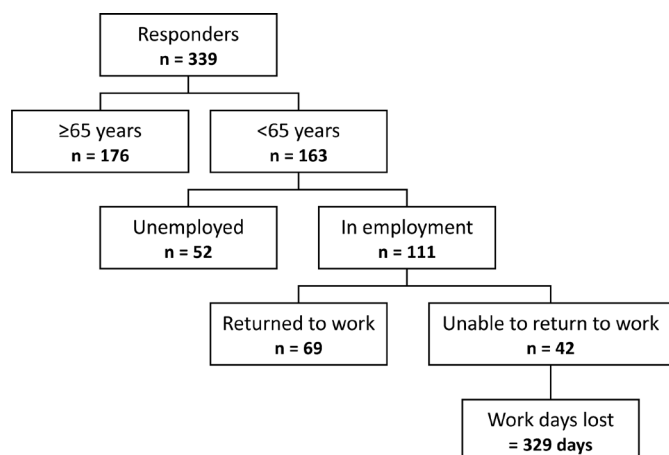 Responders
n = 339
≥65 years
n = 176
<65 years
n = 163
Unemployed
n = 52
In employment
n = 111
Returned to work
n = 69
Unable to return to work
n = 42
Work days lost
= 329 days